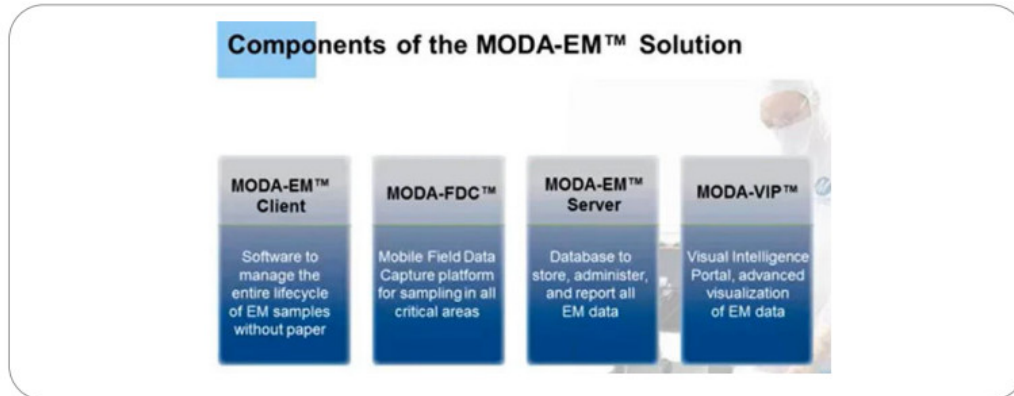 Components of the MODA-EM™ Solution
MODA-EM™
Client
Software to
manage the
entire lifecycle
of EM samples
without paper
MODA-FDC™
Mobile Field Data
Capture platform
for sampling in all
critical areas
MODA-EM™
Server
Database to
store, administer,
and report all
EM data
MODA-VIP™
Visual Intelligence
Portal, advanced
visualization
of EM data